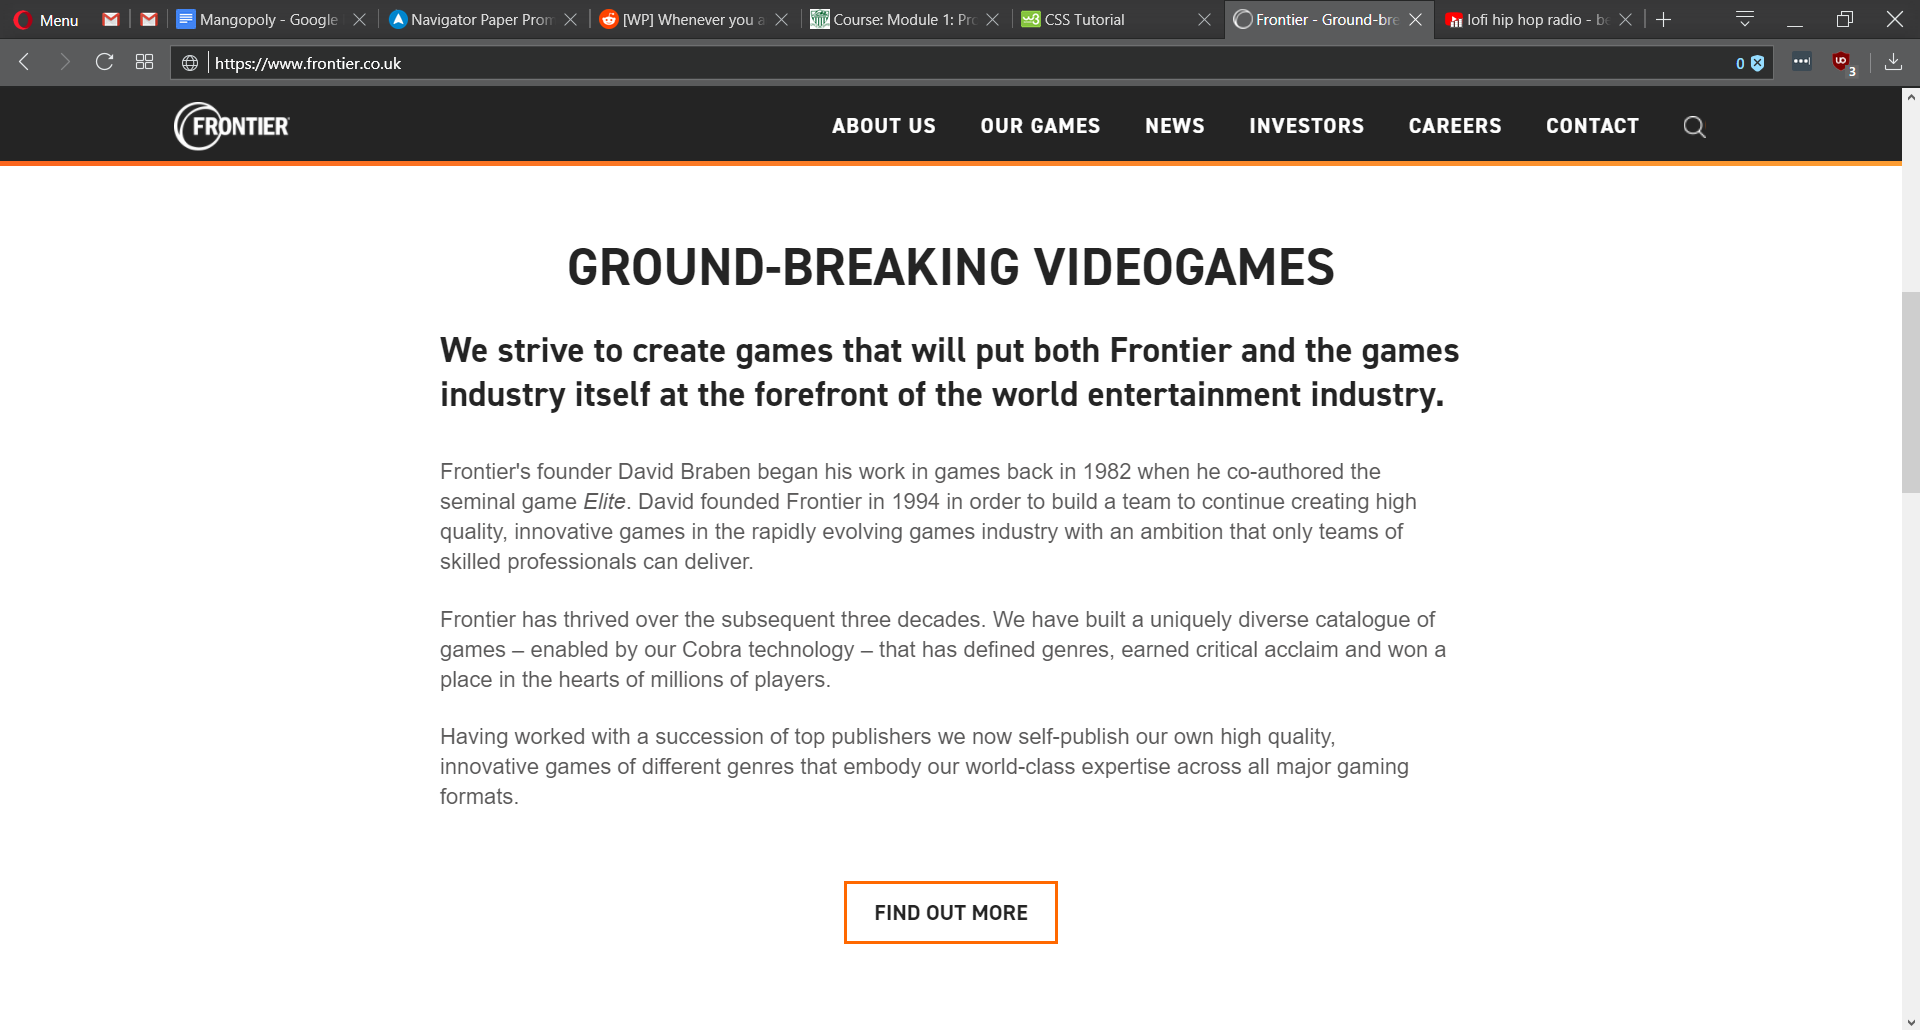 Menu
Mangopoly - Google
Navigator Paper Prom
[WP] Whenever you a
Course: Module 1: Pro
CSS Tutorial
Frontier - Ground-bre
lofi hip hop radio - be
https://www.frontier.co.uk
0
3
FRONTIER
ABOUT US
OUR GAMES
NEWS
INVESTORS
CAREERS
CONTACT
GROUND-BREAKING VIDEOGAMES
We strive to create games that will put both Frontier and the games
industry itself at the forefront of the world entertainment industry.
Frontier's founder David Braben began his work in games back in 1982 when he co-authored the
seminal game Elite. David founded Frontier in 1994 in order to build a team to continue creating high
quality, innovative games in the rapidly evolving games industry with an ambition that only teams of
skilled professionals can deliver.
Frontier has thrived over the subsequent three decades. We have built a uniquely diverse catalogue of
games – enabled by our Cobra technology – that has defined genres, earned critical acclaim and won a
place in the hearts of millions of players.
Having worked with a succession of top publishers we now self-publish our own high quality,
innovative games of different genres that embody our world-class expertise across all major gaming
formats.
FIND OUT MORE